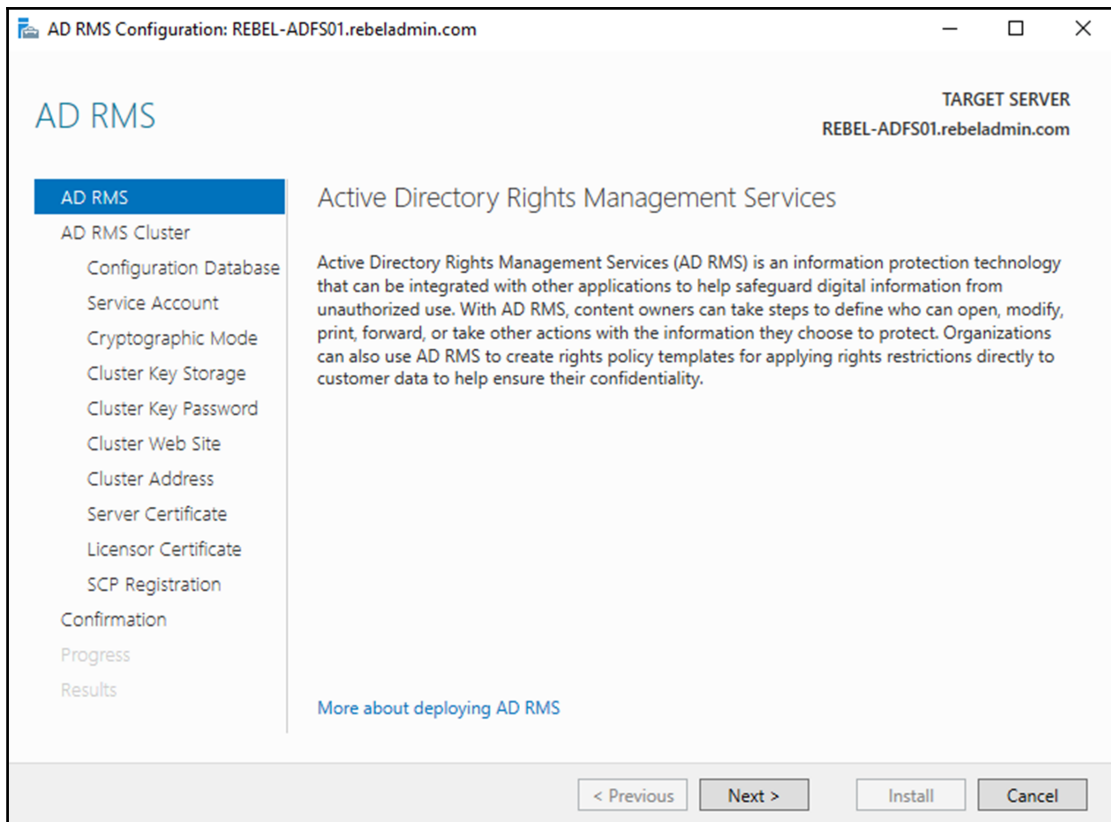 AD RMS Configuration: REBEL-ADFS01.rebeladmin.com
AD RMS
TARGET SERVER
REBEL-ADFS01.rebeladmin.com
AD RMS
AD RMS Cluster
Configuration Database
Service Account
Cryptographic Mode
Cluster Key Storage
Cluster Key Password
Cluster Web Site
Cluster Address
Server Certificate
Licensor Certificate
SCP Registration
Confirmation
Progress
Results
Active Directory Rights Management Services
Active Directory Rights Management Services (AD RMS) is an information protection technology
that can be integrated with other applications to help safeguard digital information from
unauthorized use. With AD RMS, content owners can take steps to define who can open, modify,
print, forward, or take other actions with the information they choose to protect. Organizations
can also use AD RMS to create rights policy templates for applying rights restrictions directly to
customer data to help ensure their confidentiality.
More about deploying AD RMS
< Previous
Next >
Install
Cancel